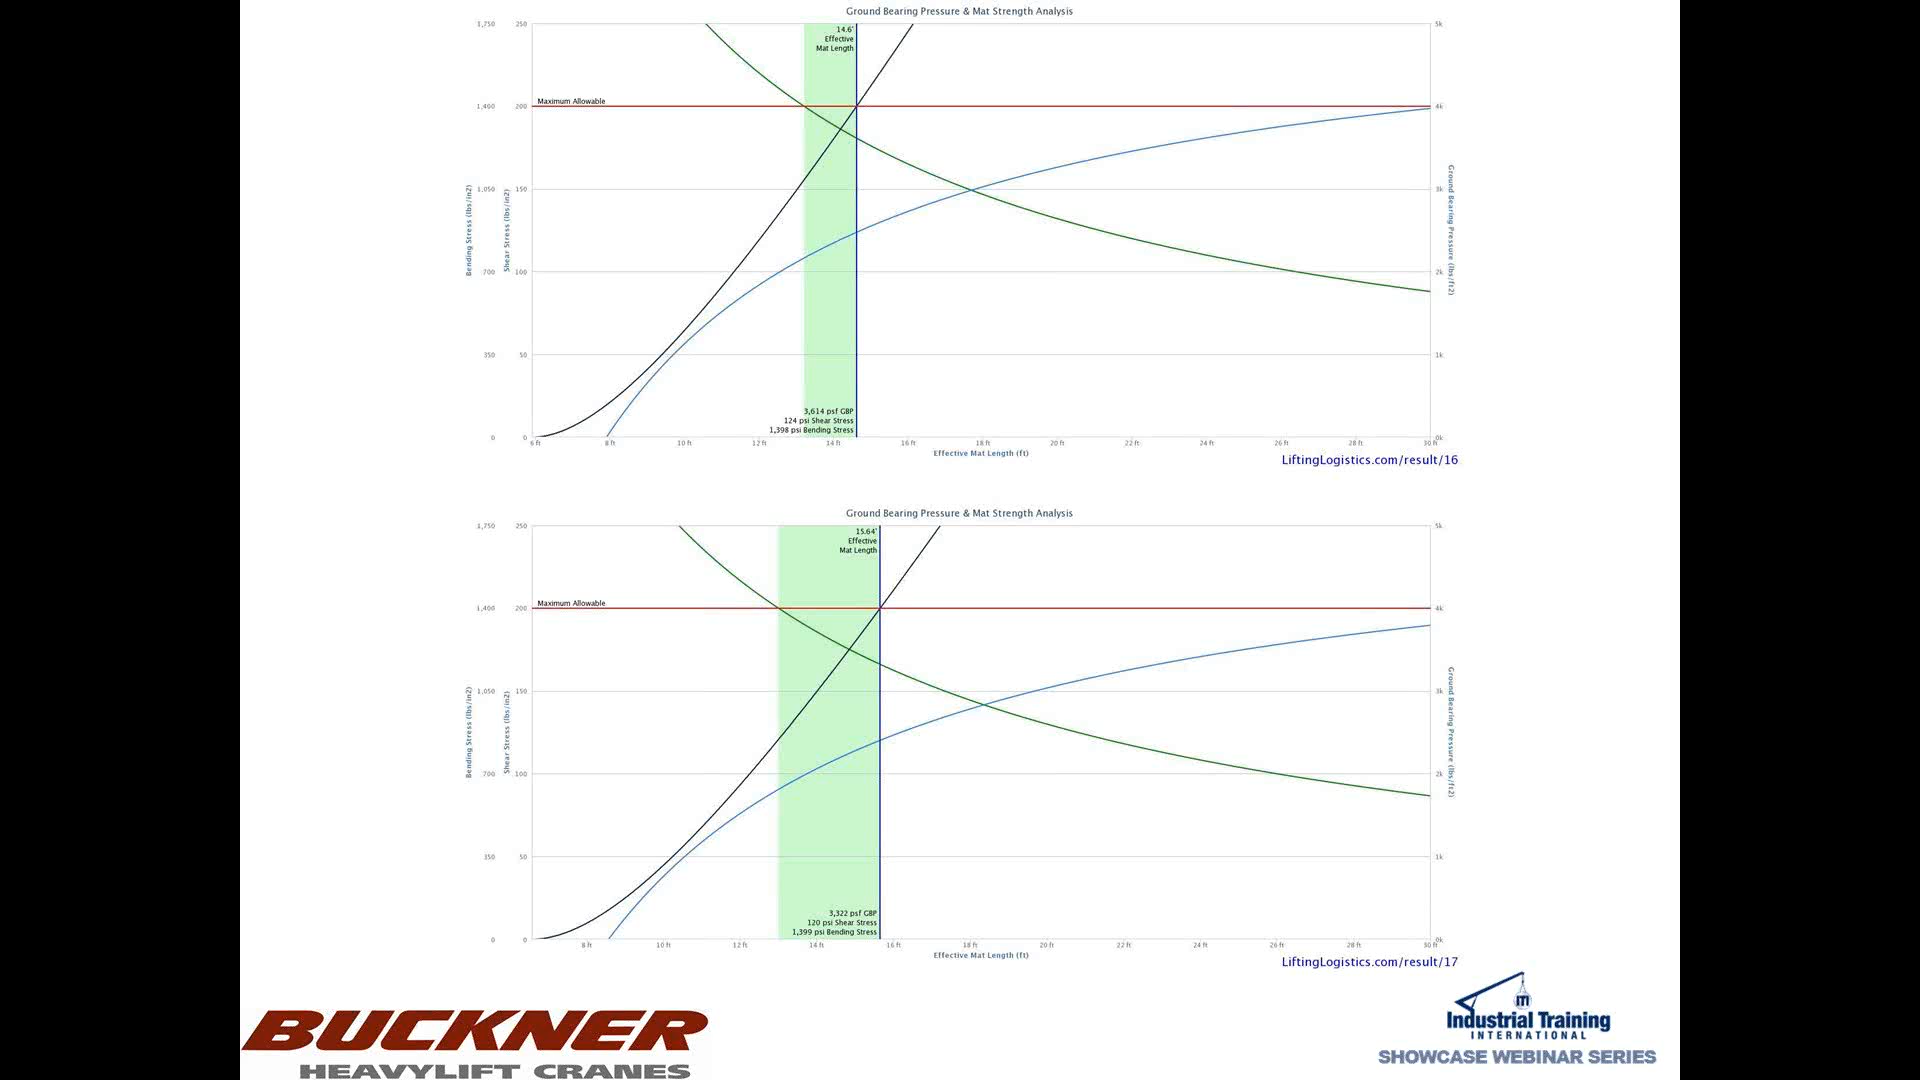 Ground Bearing Pressure & Mat Strength Analysis
1,750 250 5k
14.6'
Effective
Mat Length
Maximum Allowable
1,400 200 4k
1,050 150 3k
Bending Stress (lbs/in2)
Shear Stress (lbs/in2)
Ground Bearing Pressure (lbs/ft2)
700 100 2k
350 50 1k
3,614 psf GBP
124 psi Shear Stress
1,398 psi Bending Stress
0 0 0k
6 ft 8 ft 10 ft 12 ft 14 ft 16 ft 18 ft 20 ft 22 ft 24 ft 26 ft 28 ft 30 ft
Effective Mat Length (ft)
LiftingLogistics.com/result/16
Ground Bearing Pressure & Mat Strength Analysis
1,750 250 5k
15.64'
Effective
Mat Length
Maximum Allowable
1,400 200 4k
1,050 150 3k
Bending Stress (lbs/in2)
Shear Stress (lbs/in2)
Ground Bearing Pressure (lbs/ft2)
700 100 2k
350 50 1k
3,322 psf GBP
120 psi Shear Stress
1,399 psi Bending Stress
0 0 0k
8 ft 10 ft 12 ft 14 ft 16 ft 18 ft 20 ft 22 ft 24 ft 26 ft 28 ft 30 ft
Effective Mat Length (ft)
LiftingLogistics.com/result/17
BUCKNER
HEAVYLIFT CRANES
ITI
Industrial Training
INTERNATIONAL
SHOWCASE WEBINAR SERIES